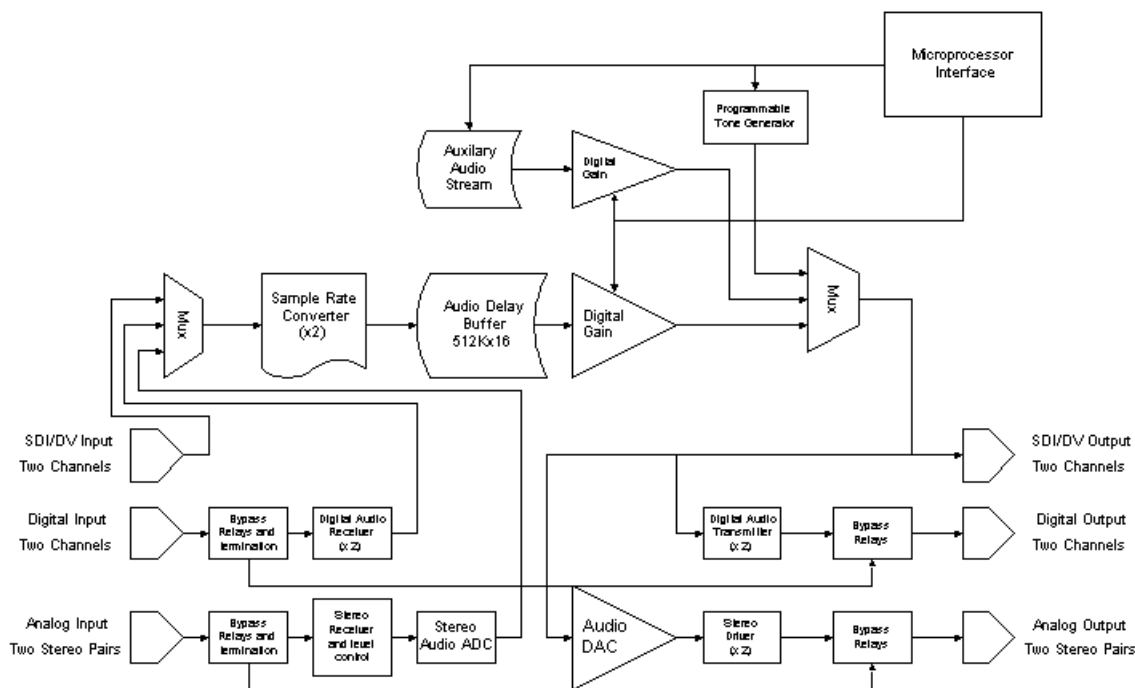 Microprocessor
Interface
Programmable
Tone Generator
Auxilary
Audio
Stream
Digital
Gain
Mux
Sample Rate
Converter
(x2)
Audio Delay
Buffer
512Kx16
Digital
Gain
Mux
SDI/DV Input
Two Channels
SDI/DV Output
Two Channels
Digital Input
Two Channels
Bypass
Relays and
termination
Digital Audio
Receiver
(x2)
Digital Audio
Transmitter
(x2)
Bypass
Relays
Digital Output
Two Channels
Analog Input
Two Stereo Pairs
Bypass
Relays and
termination
Stereo
Receiver
and level
control
Stereo
Audio ADC
Audio
DAC
Stereo
Driver
(x2)
Bypass
Relays
Analog Output
Two Stereo Pairs